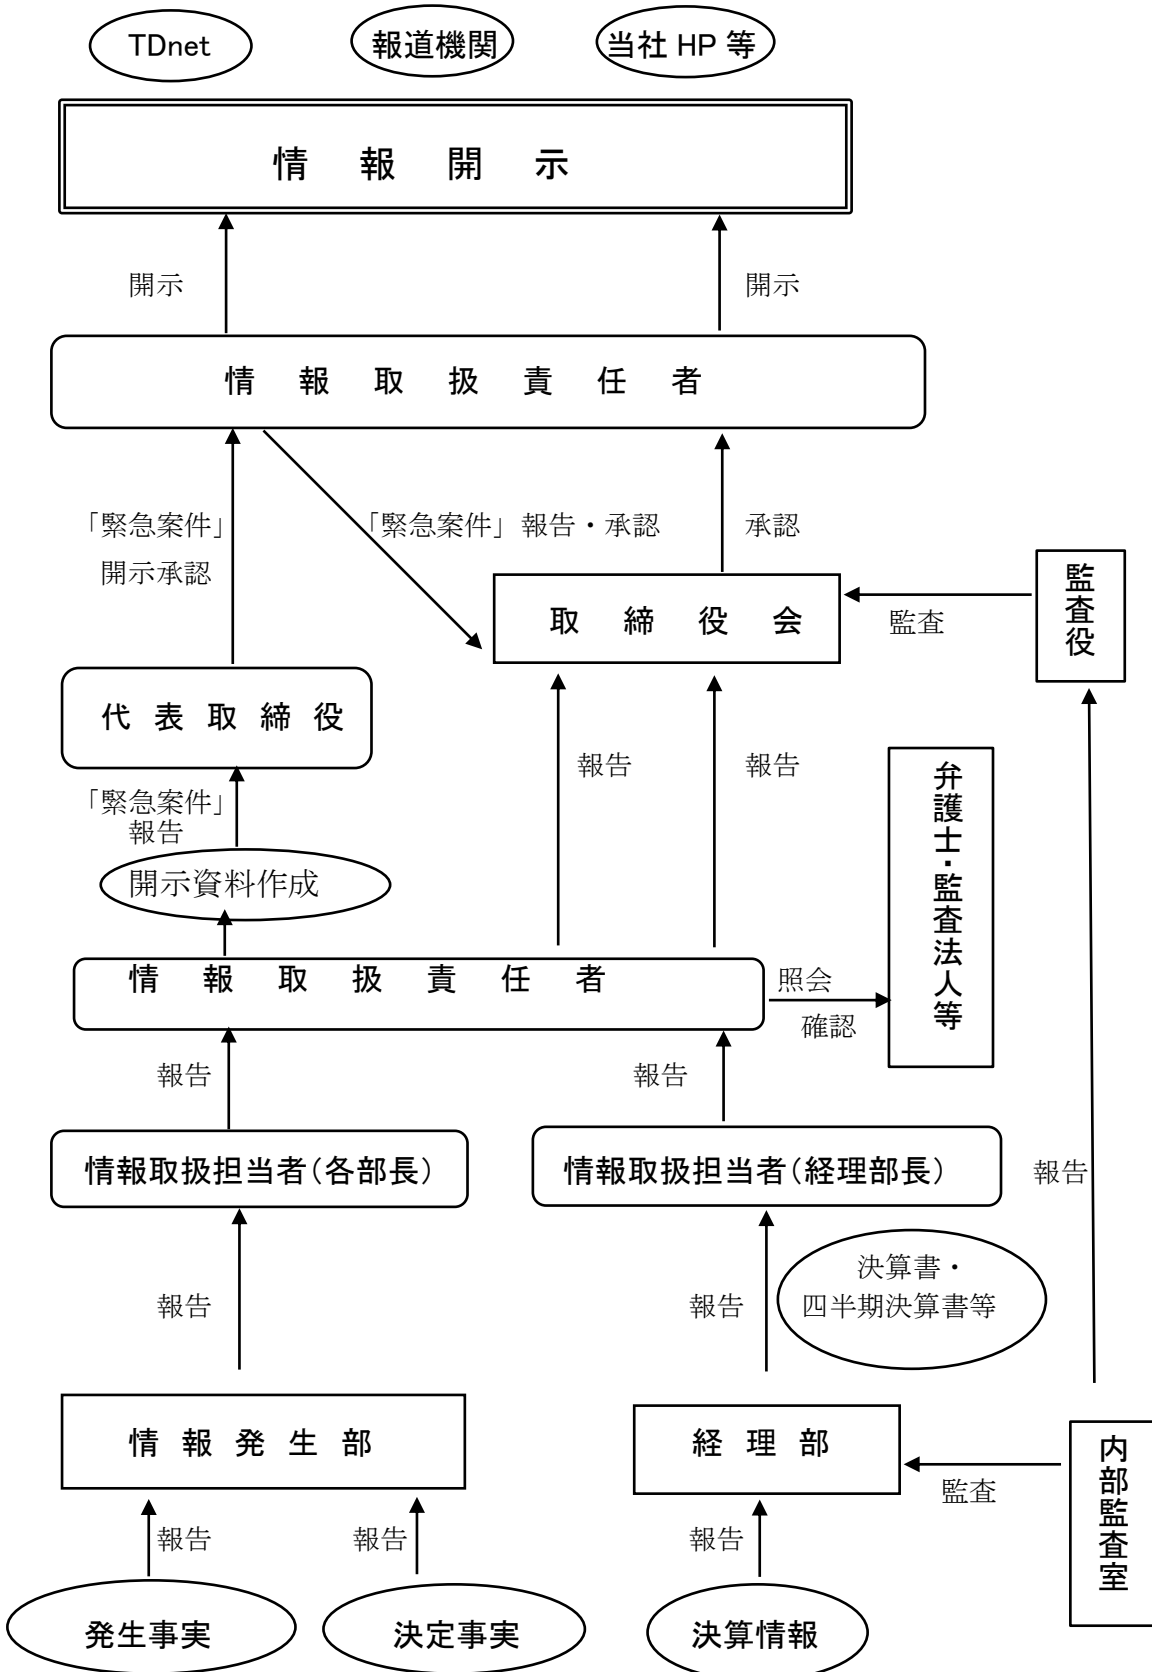 TDnet
報道機関
当社 HP 等
情報開示
開示
開示
情報取扱責任者
「緊急案件」
開示承認
「緊急案件」報告・承認
承認
取締役会
監査
監査役
代表取締役
報告
報告
「緊急案件」
報告
開示資料作成
弁護士・監査法人等
情報取扱責任者
照会
確認
報告
報告
情報取扱担当者(各部長)
情報取扱担当者(経理部長)
報告
報告
報告
決算書・
四半期決算書等
情報発生部
経理部
監査
内部監査室
報告
報告
報告
発生事実
決定事実
決算情報